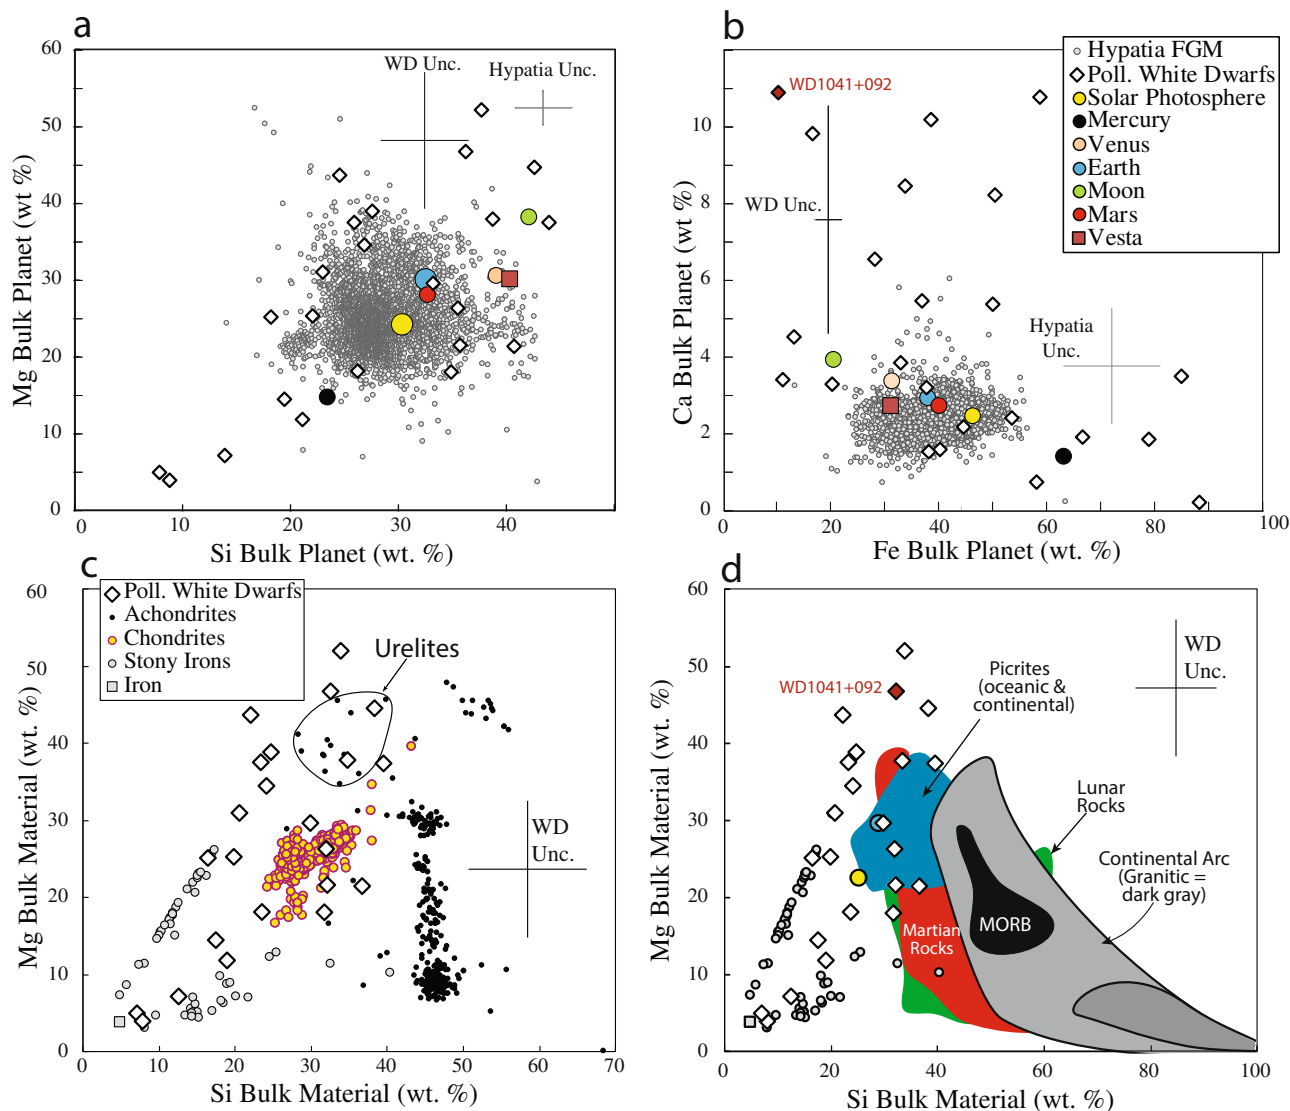 a
60
50
40
30
20
10
0
Mg Bulk Planet (wt %)
WD Unc.
Hypatia Unc.
0
10
20
30
40
Si Bulk Planet (wt. %)
b
10
8
6
4
2
0
Ca Bulk Planet (wt %)
WD1041+092
WD Unc.
Hypatia
Unc.
Hypatia FGM
Poll. White Dwarfs
Solar Photosphere
Mercury
Venus
Earth
Moon
Mars
Vesta
0
20
40
60
80
100
Fe Bulk Planet (wt. %)
c
60
50
40
30
20
10
0
Mg Bulk Material (wt. %)
Poll. White Dwarfs
Achondrites
Chondrites
Stony Irons
Iron
Urelites
WD
Unc.
0
10
20
30
40
50
60
70
Si Bulk Material (wt. %)
d
60
50
40
30
20
10
0
Mg Bulk Material (wt. %)
WD1041+092
Picrites
(oceanic &
continental)
WD
Unc.
Lunar
Rocks
Continental Arc
(Granitic =
dark gray)
Martian
Rocks
MORB
0
20
40
60
80
100
Si Bulk Material (wt. %)